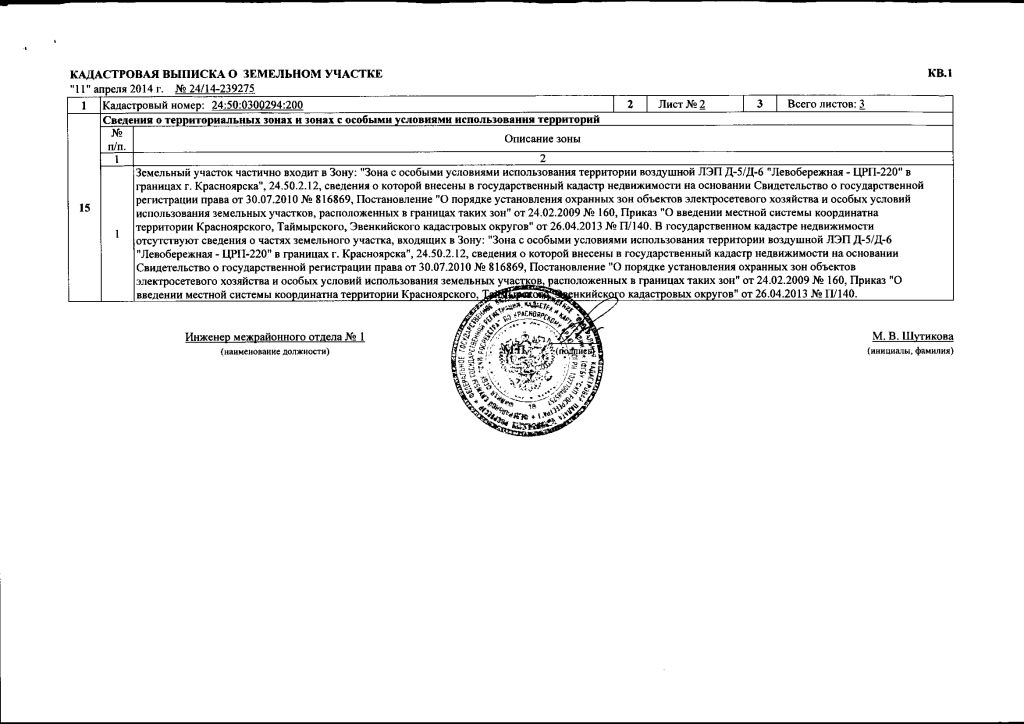 КАДАСТРОВАЯ ВЫПИСКА О ЗЕМЕЛЬНОМ УЧАСТКЕ
КВ.1
"11" апреля 2014 г. № 24/14-239275
1 Кадастровый номер: 24:50:0300294:200 2 Лист № 2 3 Всего листов: 3
Сведения о территориальных зонах и зонах с особыми условиями использования территорий
№ п/п.
Описание зоны
1 2
15
1
Земельный участок частично входит в Зону: "Зона с особыми условиями использования территории воздушной ЛЭП Д-5/Д-6 "Левобережная - ЦРП-220" в
границах г. Красноярска", 24.50.2.12, сведения о которой внесены в государственный кадастр недвижимости на основании Свидетельство о государственной
регистрации права от 30.07.2010 № 816869, Постановление "О порядке установления охранных зон объектов электросетевого хозяйства и особых условий
использования земельных участков, расположенных в границах таких зон" от 24.02.2009 № 160, Приказ "О введении местной системы координатна
территории Красноярского, Таймырского, Эвенкийского кадастровых округов" от 26.04.2013 № П/140. В государственном кадастре недвижимости
отсутствуют сведения о частях земельного участка, входящих в Зону: "Зона с особыми условиями использования территории воздушной ЛЭП Д-5/Д-6
"Левобережная - ЦРП-220" в границах г. Красноярска", 24.50.2.12, сведения о которой внесены в государственный кадастр недвижимости на основании
Свидетельство о государственной регистрации права от 30.07.2010 № 816869, Постановление "О порядке установления охранных зон объектов
электросетевого хозяйства и особых условий использования земельных участков, расположенных в границах таких зон" от 24.02.2009 № 160, Приказ "О
введении местной системы координатна территории Красноярского, Таймырского, Эвенкийского кадастровых округов" от 26.04.2013 № П/140.
Инженер межрайонного отдела № 1
М. В. Шутикова
(наименование должности)
М.П.
(подпись)
(инициалы, фамилия)